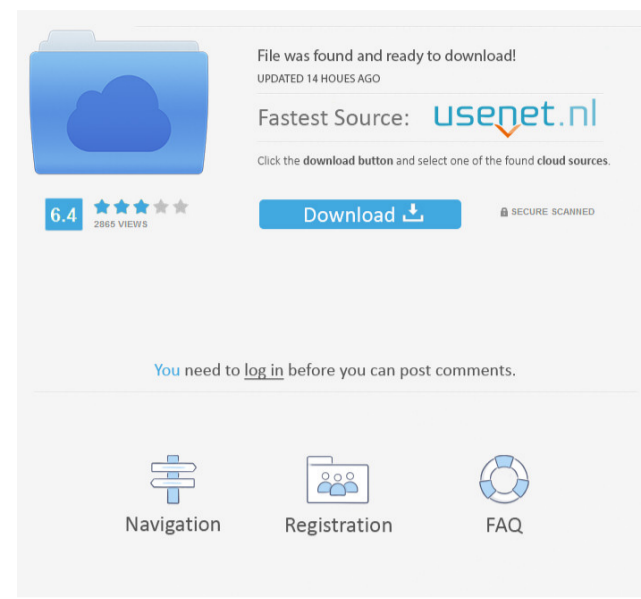 File was found and ready to download!
UPDATED 14 HOUES AGO
Fastest Source: usenet.nl
Click the download button and select one of the found cloud sources.
6.4
2865 VIEWS
Download
SECURE SCANNED
You need to log in before you can post comments.
Navigation
Registration
FAQ